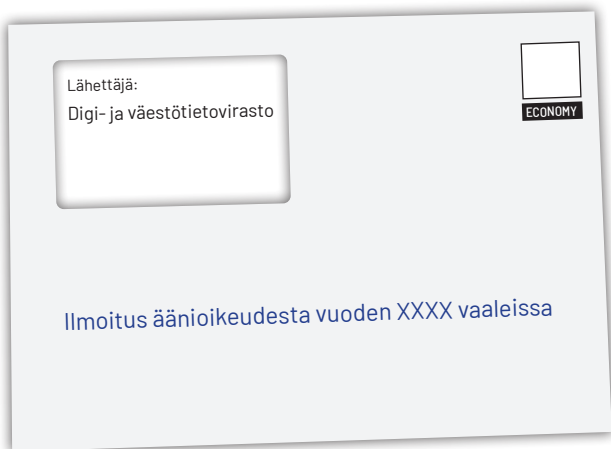 Lähettäjä:
Digi- ja väestötietovirasto
ECONOMY
Ilmoitus äänioikeudesta vuoden XXXX vaaleissa